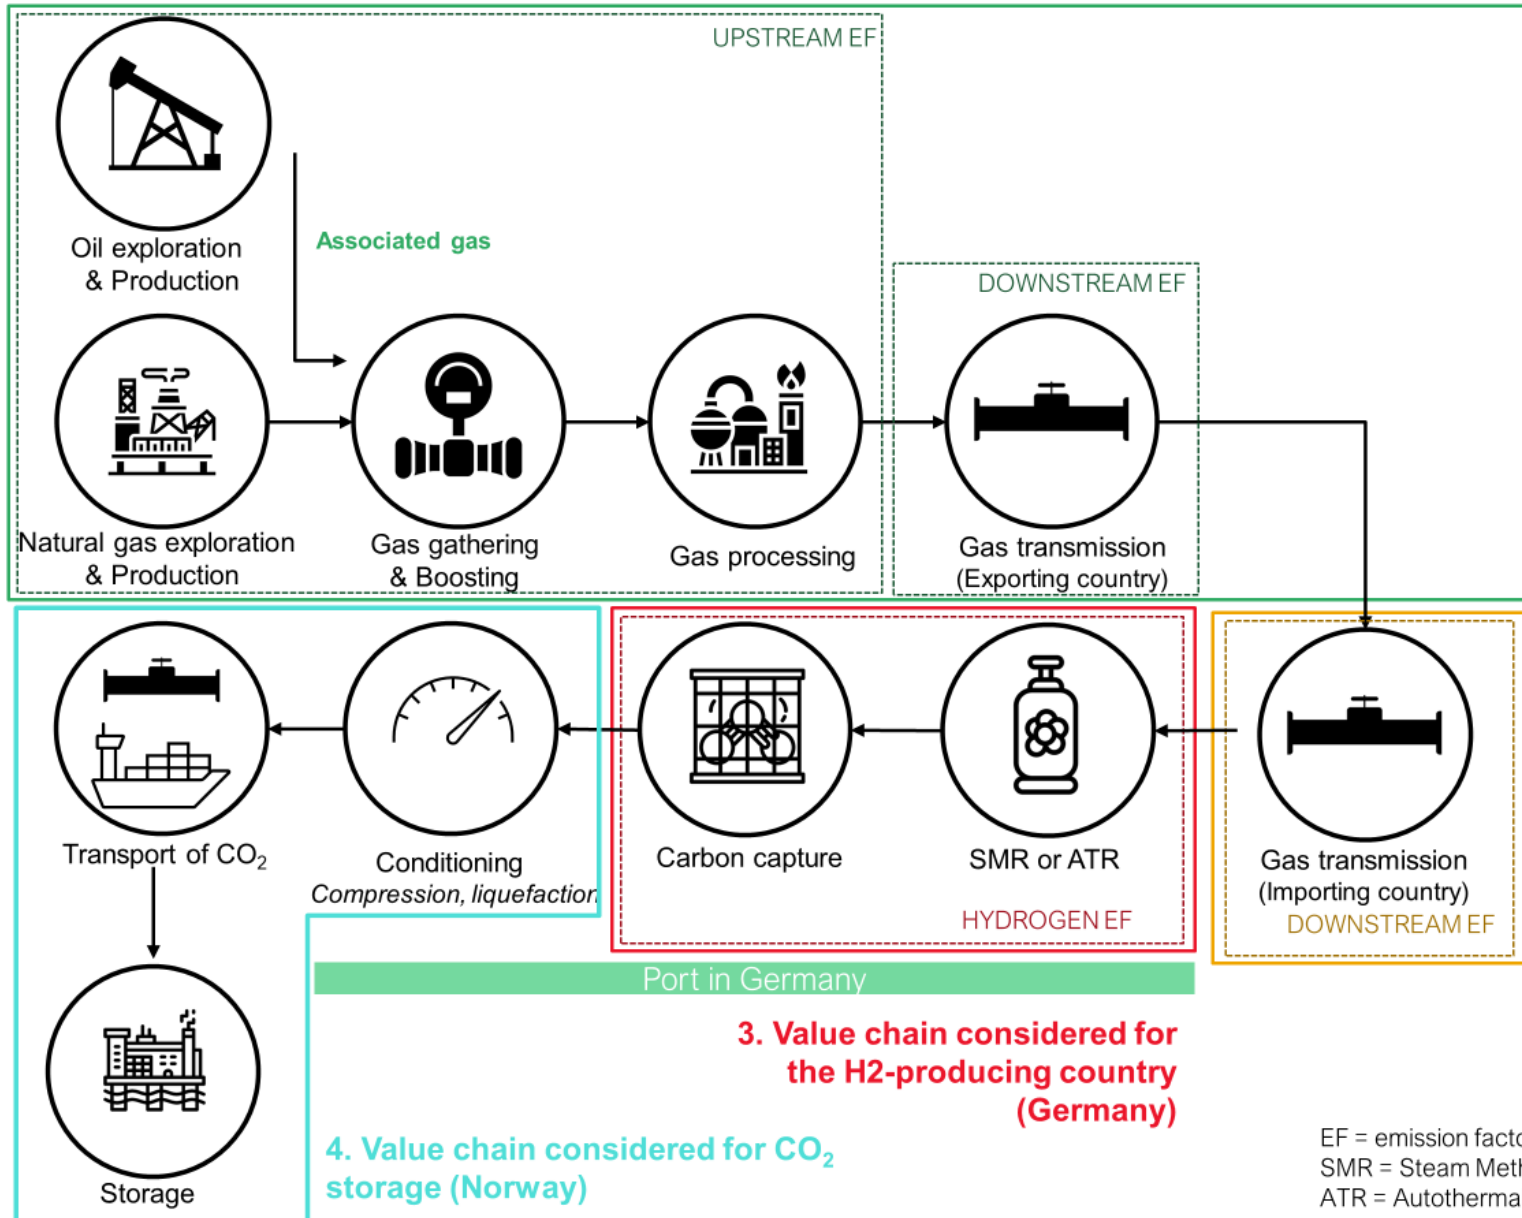 UPSTREAM EF
Oil exploration
& Production
Associated gas
DOWNSTREAM EF
Natural gas exploration
& Production
Gas gathering
& Boosting
Gas processing
Gas transmission
(Exporting country)
Transport of CO₂
Conditioning
Compression, liquefaction
Carbon capture
SMR or ATR
Gas transmission
(Importing country)
HYDROGEN EF
DOWNSTREAM EF
Port in Germany
3. Value chain considered for
the H2-producing country
(Germany)
4. Value chain considered for CO₂
storage (Norway)
Storage
EF = emission
SMR = Steam
ATR =